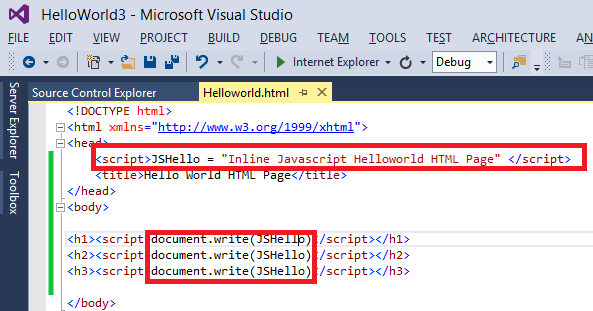 HelloWorld3 - Microsoft Visual Studio
FILE EDIT VIEW PROJECT BUILD DEBUG TEAM TOOLS TEST ARCHITECTURE AN
Internet Explorer Debug
Server Explorer
Toolbox
Source Control Explorer Helloworld.html
<!DOCTYPE html>
<html xmlns="http://www.w3.org/1999/xhtml">
<head>
<script>JSHello = "Inline Javascript Helloworld HTML Page" </script>
<title>Hello World HTML Page</title>
</head>
<body>
<h1><script>document.write(JSHello)</script></h1>
<h2><script>document.write(JSHello)</script></h2>
<h3><script>document.write(JSHello)</script></h3>
</body>